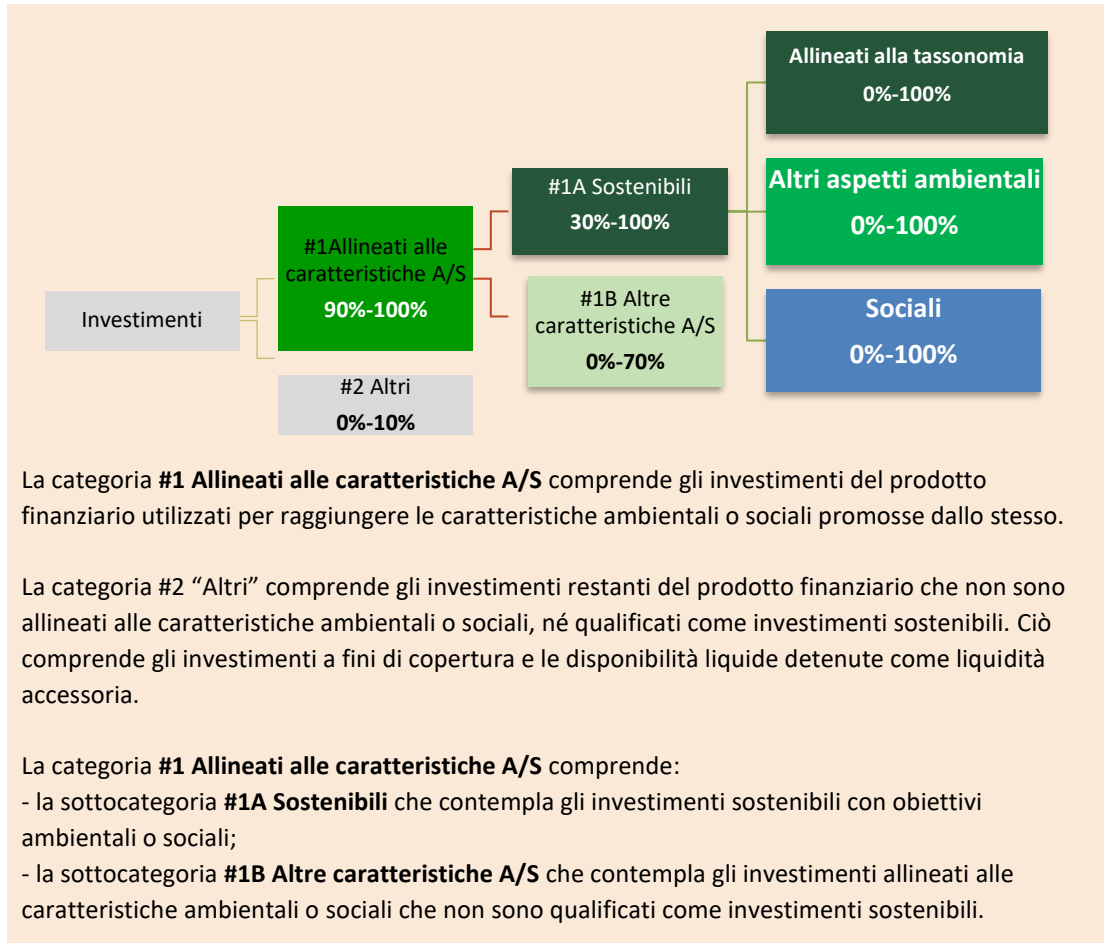 Investimenti
#1Allineati alle
caratteristiche A/S
90%-100%
#2 Altri
0%-10%
#1A Sostenibili
30%-100%
#1B Altre
caratteristiche A/S
0%-70%
Allineati alla tassonomia
0%-100%
Altri aspetti ambientali
0%-100%
Sociali
0%-100%
La categoria #1 Allineati alle caratteristiche A/S comprende gli investimenti del prodotto
finanziario utilizzati per raggiungere le caratteristiche ambientali o sociali promosse dallo stesso.
La categoria #2 “Altri” comprende gli investimenti restanti del prodotto finanziario che non sono
allineati alle caratteristiche ambientali o sociali, né qualificati come investimenti sostenibili. Ciò
comprende gli investimenti a fini di copertura e le disponibilità liquide detenute come liquidità
accessoria.
La categoria #1 Allineati alle caratteristiche A/S comprende:
- la sottocategoria #1A Sostenibili che contempla gli investimenti sostenibili con obiettivi
ambientali o sociali;
- la sottocategoria #1B Altre caratteristiche A/S che contempla gli investimenti allineati alle
caratteristiche ambientali o sociali che non sono qualificati come investimenti sostenibili.